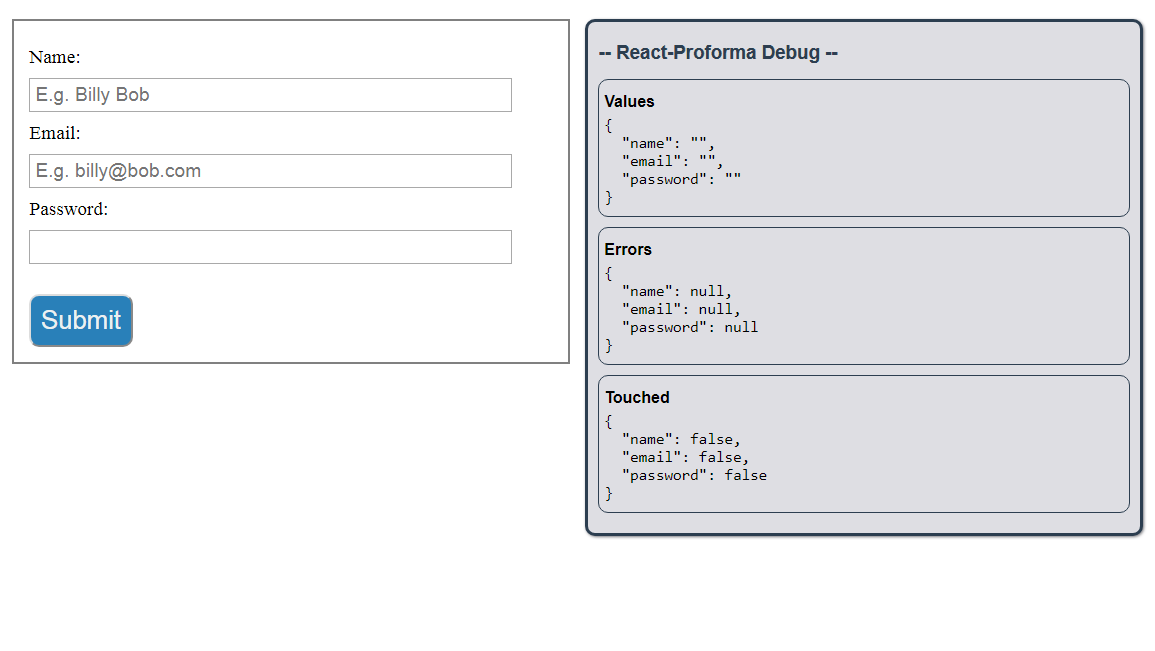 Name:
E.g. Billy Bob
Email:
E.g. billy@bob.com
Password:
Submit
-- React-Proforma Debug --
Values
{
  "name": "",
  "email": "",
  "password": ""
}
Errors
{
  "name": null,
  "email": null,
  "password": null
}
Touched
{
  "name": false,
  "email": false,
  "password": false
}